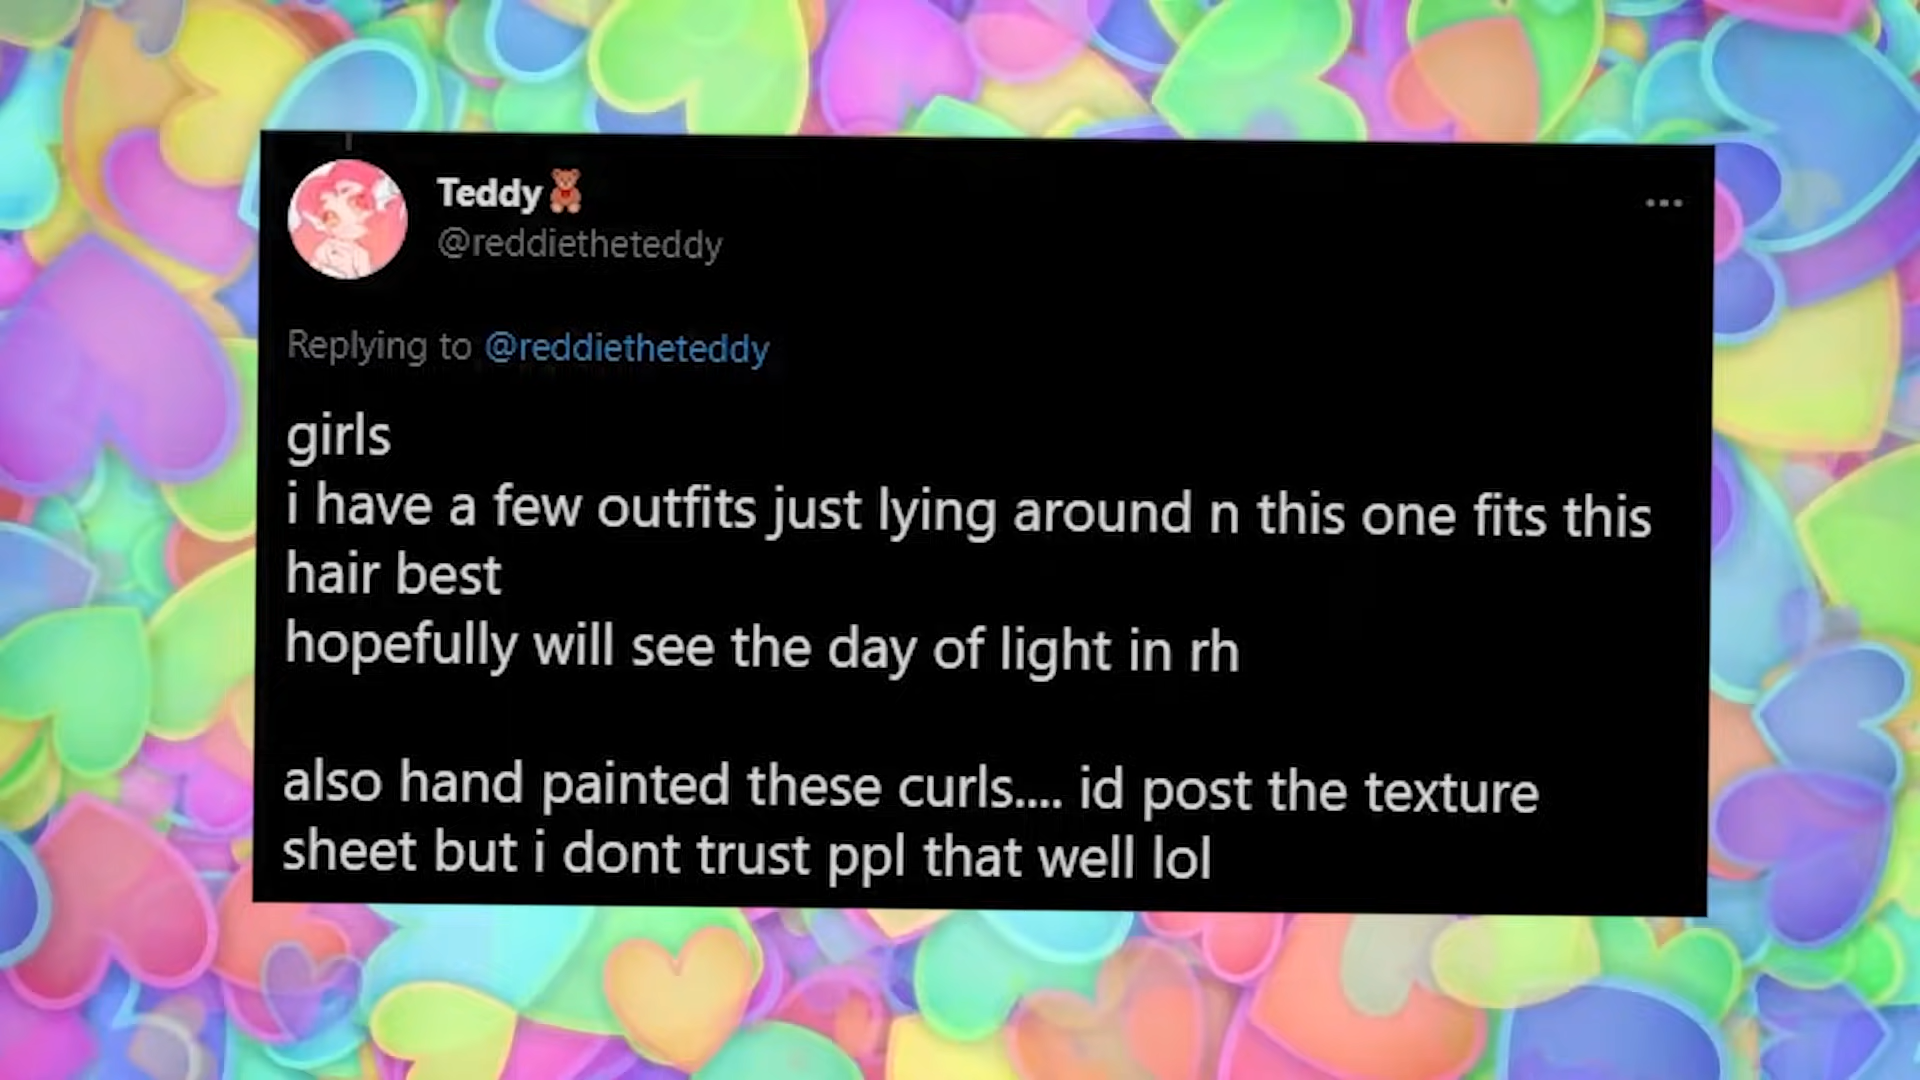 Teddy🧸
@reddietheteddy
Replying to @reddietheteddy
girls
i have a few outfits just lying around n this one fits this
hair best
hopefully will see the day of light in rh
also hand painted these curls.... id post the texture
sheet but i dont trust ppl that well lol